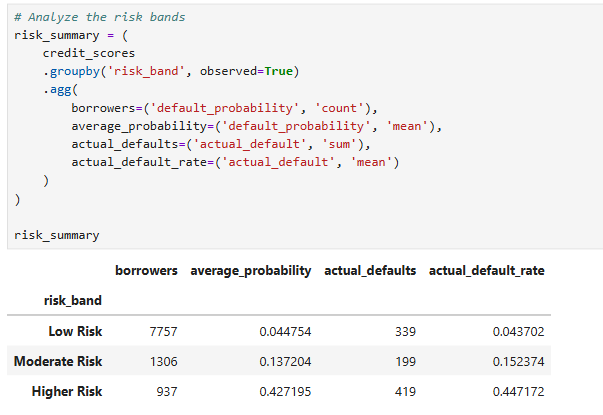 # Analyze the risk bands
risk_summary = (
    credit_scores
    .groupby('risk_band', observed=True)
    .agg(
        borrowers=('default_probability', 'count'),
        average_probability=('default_probability', 'mean'),
        actual_defaults=('actual_default', 'sum'),
        actual_default_rate=('actual_default', 'mean')
    )
)

risk_summary
borrowers average_probability actual_defaults actual_default_rate
risk_band
Low Risk 7757 0.044754 339 0.043702
Moderate Risk 1306 0.137204 199 0.152374
Higher Risk 937 0.427195 419 0.447172